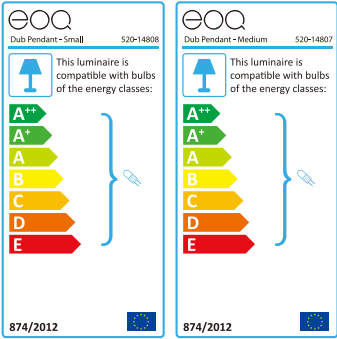 eoq
Dub Pendant - Small 520-14808
This luminaire is
compatible with bulbs
of the energy classes:
A++
A+
A
B
C
D
E
874/2012
eoq
Dub Pendant - Medium 520-14807
This luminaire is
compatible with bulbs
of the energy classes:
A++
A+
A
B
C
D
E
874/2012